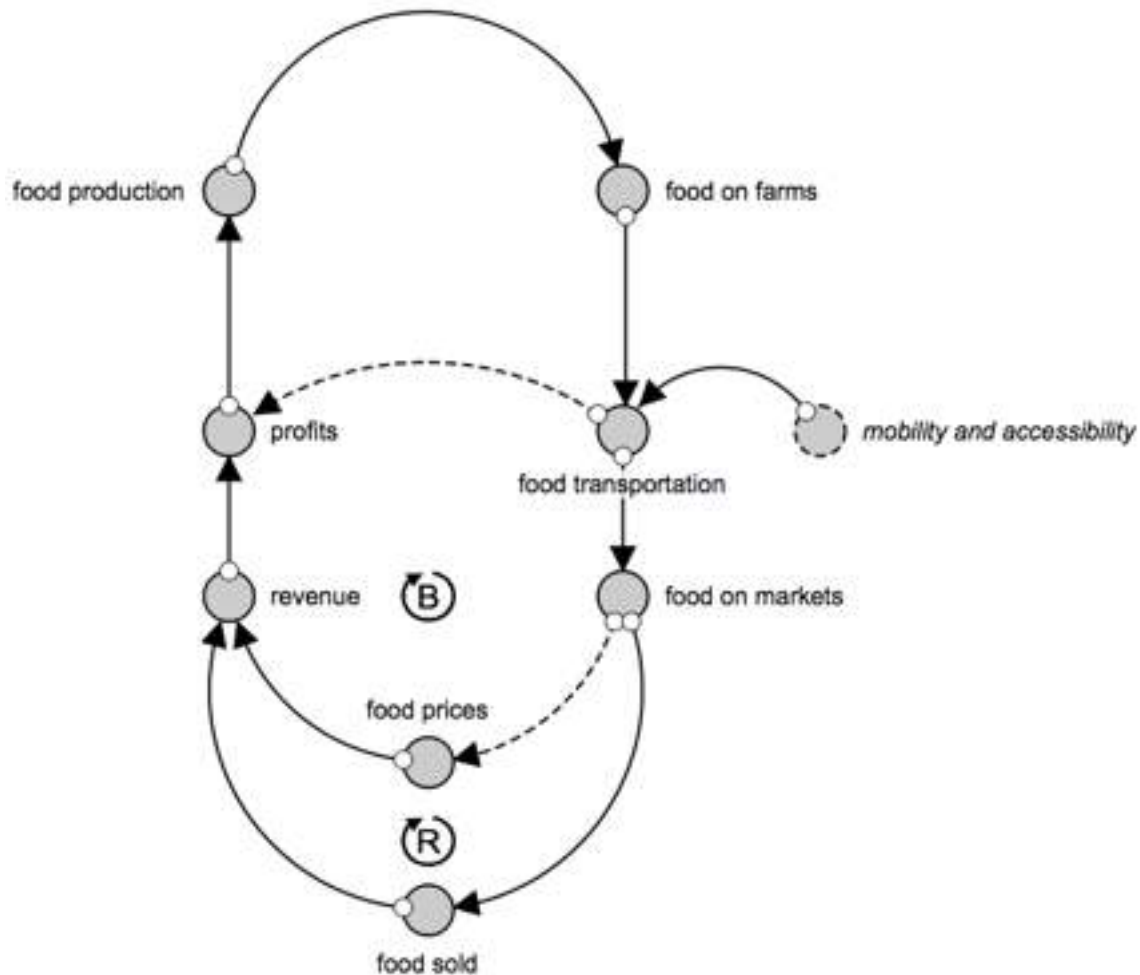 food production
food on farms
profits
mobility and accessibility
food transportation
revenue
B
food on markets
food prices
R
food sold